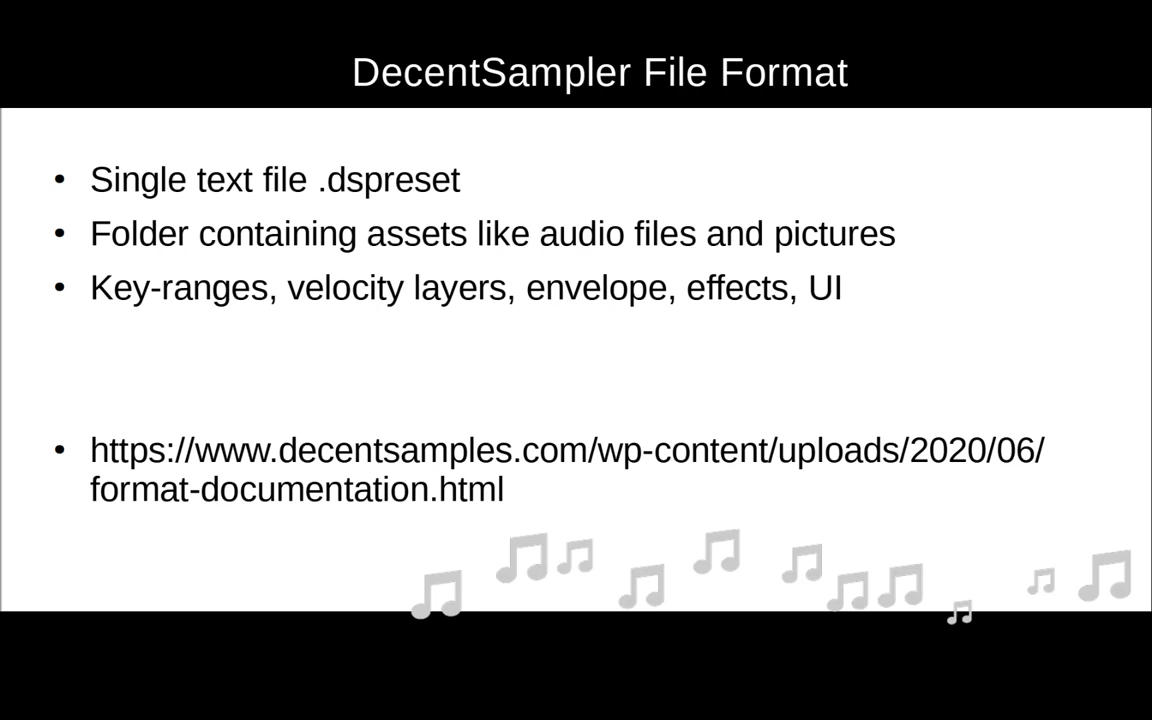 DecentSampler File Format
• Single text file .dspreset
• Folder containing assets like audio files and pictures
• Key-ranges, velocity layers, envelope, effects, UI
• https://www.decentsamples.com/wp-content/uploads/2020/06/
format-documentation.html